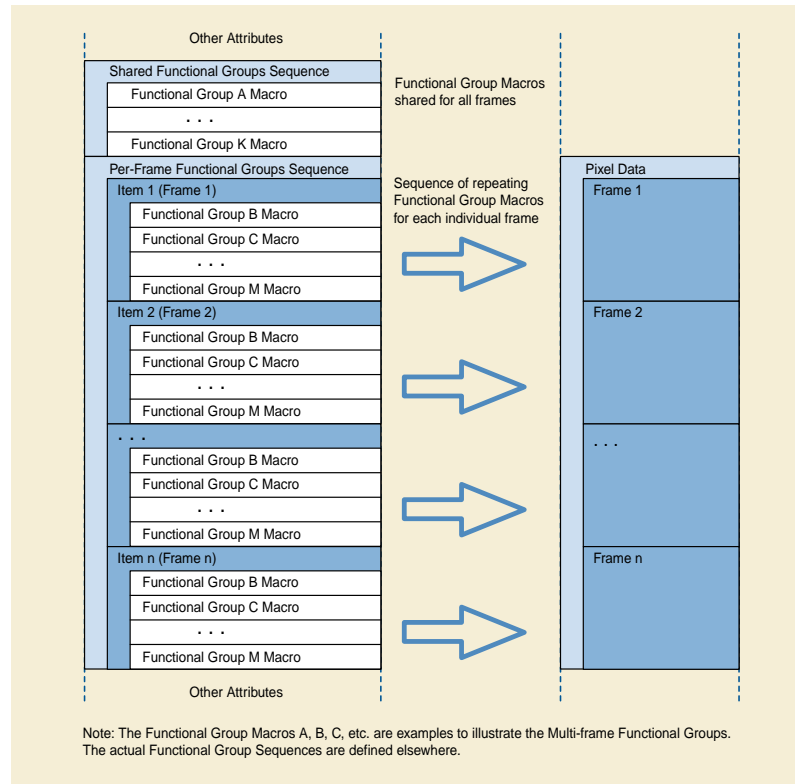 Other Attributes
Shared Functional Groups Sequence
Functional Group A Macro
. . .
Functional Group K Macro
Functional Group Macros
shared for all frames
Per-Frame Functional Groups Sequence
Item 1 (Frame 1)
Functional Group B Macro
Functional Group C Macro
. . .
Functional Group M Macro
Sequence of repeating
Functional Group Macros
for each individual frame
Pixel Data
Frame 1
Item 2 (Frame 2)
Functional Group B Macro
Functional Group C Macro
. . .
Functional Group M Macro
Frame 2
. . .
Functional Group B Macro
Functional Group C Macro
. . .
Functional Group M Macro
. . .
Item n (Frame n)
Functional Group B Macro
Functional Group C Macro
. . .
Functional Group M Macro
Frame n
Other Attributes
Note: The Functional Group Macros A, B, C, etc. are examples to illustrate the Multi-frame Functional Groups.
The actual Functional Group Sequences are defined elsewhere.